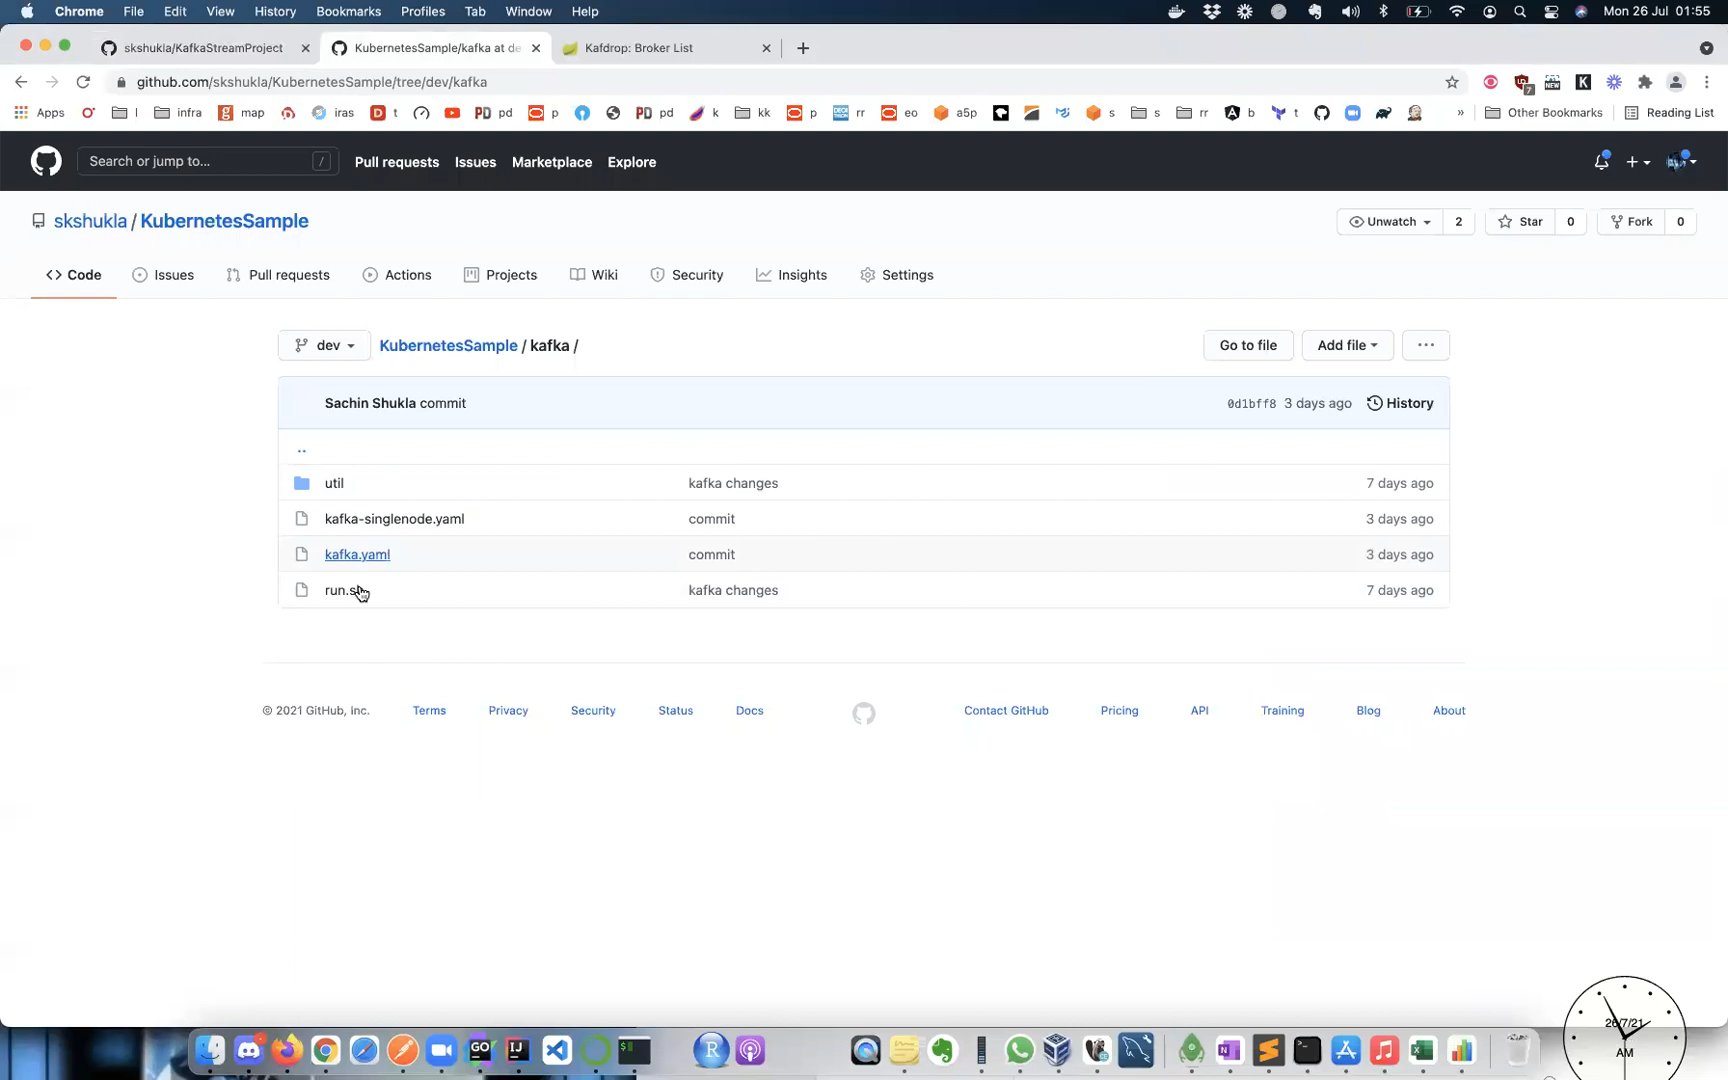 Chrome File Edit View History Bookmarks Profiles Tab Window Help Mon 26 Jul 01:55
skshukla/KafkaStreamProject KubernetesSample/kafka at de Kafdrop: Broker List
github.com/skshukla/KubernetesSample/tree/dev/kafka
Apps l infra map iras t pd p pd k kk p rr eo a5p s s rr b t » Other Bookmarks Reading List
Search or jump to... / Pull requests Issues Marketplace Explore
skshukla / KubernetesSample Unwatch 2 Star 0 Fork 0
Code Issues Pull requests Actions Projects Wiki Security Insights Settings
dev KubernetesSample / kafka / Go to file Add file ...
Sachin Shukla commit 0d1bff8 3 days ago History
..
util kafka changes 7 days ago
kafka-singlenode.yaml commit 3 days ago
kafka.yaml commit 3 days ago
kafka changes 7 days ago
© 2021 GitHub, Inc. Terms Privacy Security Status Docs Contact GitHub Pricing API Training Blog About
26/7/21
AM